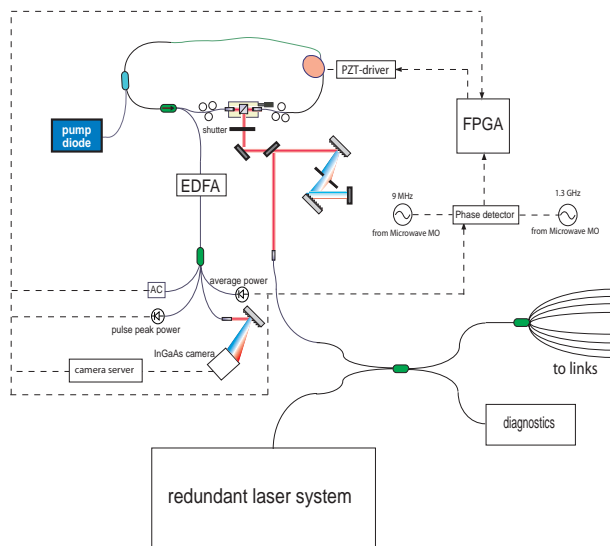 PZT-driver
FPGA
pump
diode
shutter
EDFA
9 MHz
from Microwave MO
Phase detector
1.3 GHz
from Microwave MO
AC
average power
pulse peak power
InGaAs camera
camera server
to links
diagnostics
redundant laser system